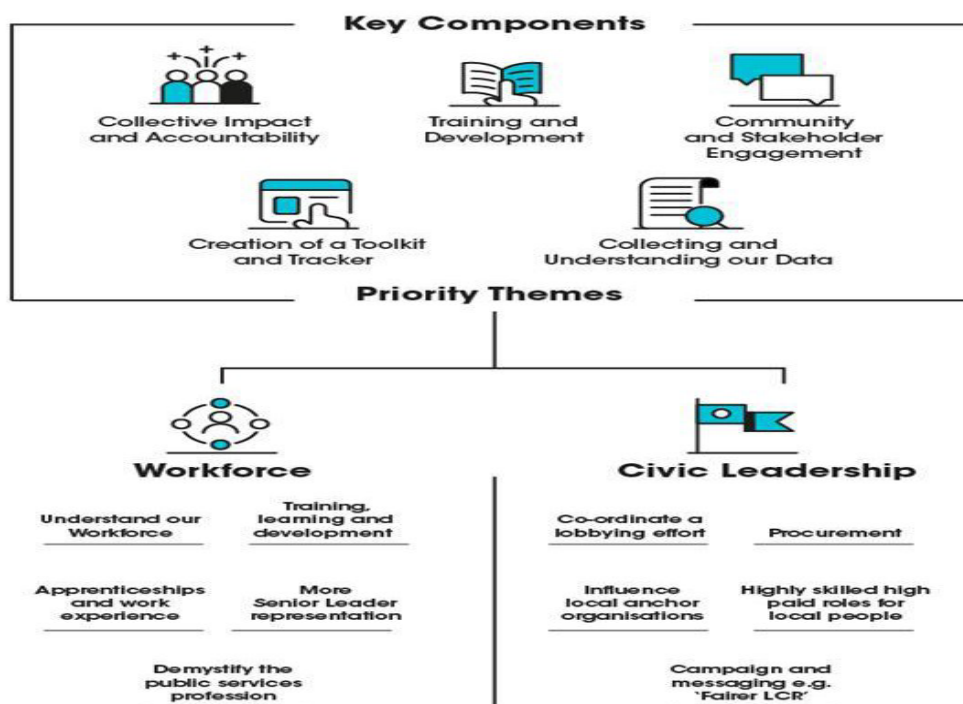 Key Components
Collective Impact
and Accountability
Training and
Development
Community
and Stakeholder
Engagement
Creation of a Toolkit
and Tracker
Collecting and
Understanding our Data
Priority Themes
Workforce
Understand our
Workforce
Training,
learning and
development
Apprenticeships
and work
experience
More
Senior Leader
representation
Demystify the
public services
profession
Civic Leadership
Co-ordinate a
lobbying effort
Procurement
Influence
local anchor
organisations
Highly skilled high
paid roles for
local people
Campaign and
messaging e.g.
'Fairer LCR'